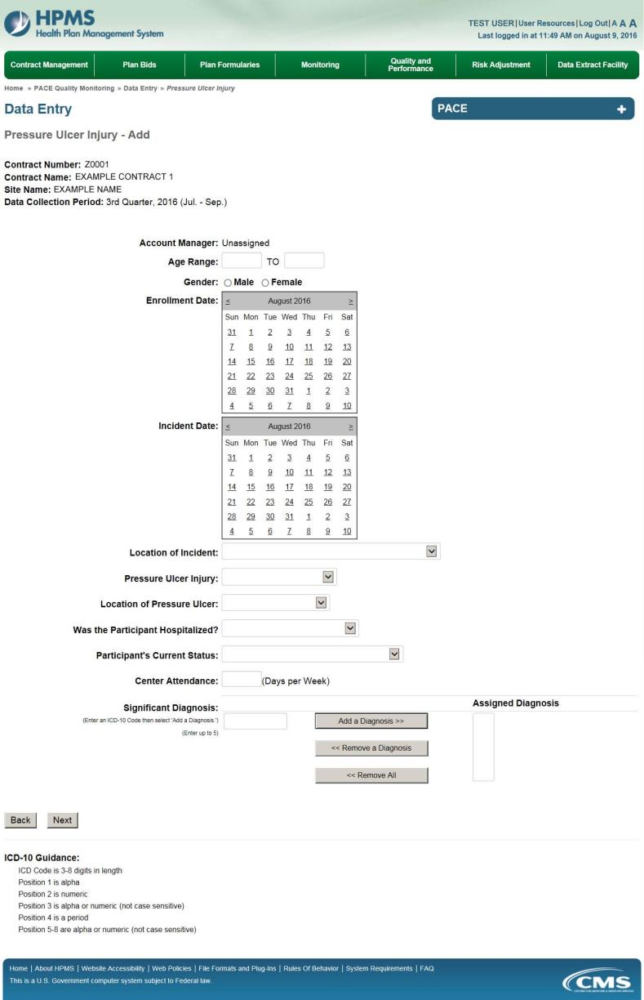 HPMS
Health Plan Management System
TEST USER|User Resources|Log Out|A A A
Last logged in at 11:49 AM on August 9, 2016
Contract Management Plan Bids Plan Formularies Monitoring Quality and Performance Risk Adjustment Data Extract Facility
Home » PACE Quality Monitoring » Data Entry » Pressure Ulcer Injury
Data Entry
PACE +
Pressure Ulcer Injury - Add
Contract Number: Z0001
Contract Name: EXAMPLE CONTRACT 1
Site Name: EXAMPLE NAME
Data Collection Period: 3rd Quarter, 2016 (Jul. - Sep.)
Account Manager: Unassigned
Age Range: TO
Gender: Male Female
Enrollment Date: < August 2016 >
Sun Mon Tue Wed Thu Fri Sat
31 1 2 3 4 5 6
7 8 9 10 11 12 13
14 15 16 17 18 19 20
21 22 23 24 25 26 27
28 29 30 31 1 2 3
4 5 6 7 8 9 10
Incident Date: < August 2016 >
Sun Mon Tue Wed Thu Fri Sat
31 1 2 3 4 5 6
7 8 9 10 11 12 13
14 15 16 17 18 19 20
21 22 23 24 25 26 27
28 29 30 31 1 2 3
4 5 6 7 8 9 10
Location of Incident:
Pressure Ulcer Injury:
Location of Pressure Ulcer:
Was the Participant Hospitalized?
Participant's Current Status:
Center Attendance: (Days per Week)
Significant Diagnosis: Assigned Diagnosis
(Enter an ICD-10 Code then select 'Add a Diagnosis.') Add a Diagnosis >>
(Enter up to 5)
<< Remove a Diagnosis
<< Remove All
Back Next
ICD-10 Guidance:
ICD Code is 3-8 digits in length
Position 1 is alpha
Position 2 is numeric
Position 3 is alpha or numeric (not case sensitive)
Position 4 is a period
Position 5-8 are alpha or numeric (not case sensitive)
Home | About HPMS | Website Accessibility | Web Policies | File Formats and Plug-Ins | Rules Of Behavior | System Requirements | FAQ
This is a U.S. Government computer system subject to Federal law.
CMS